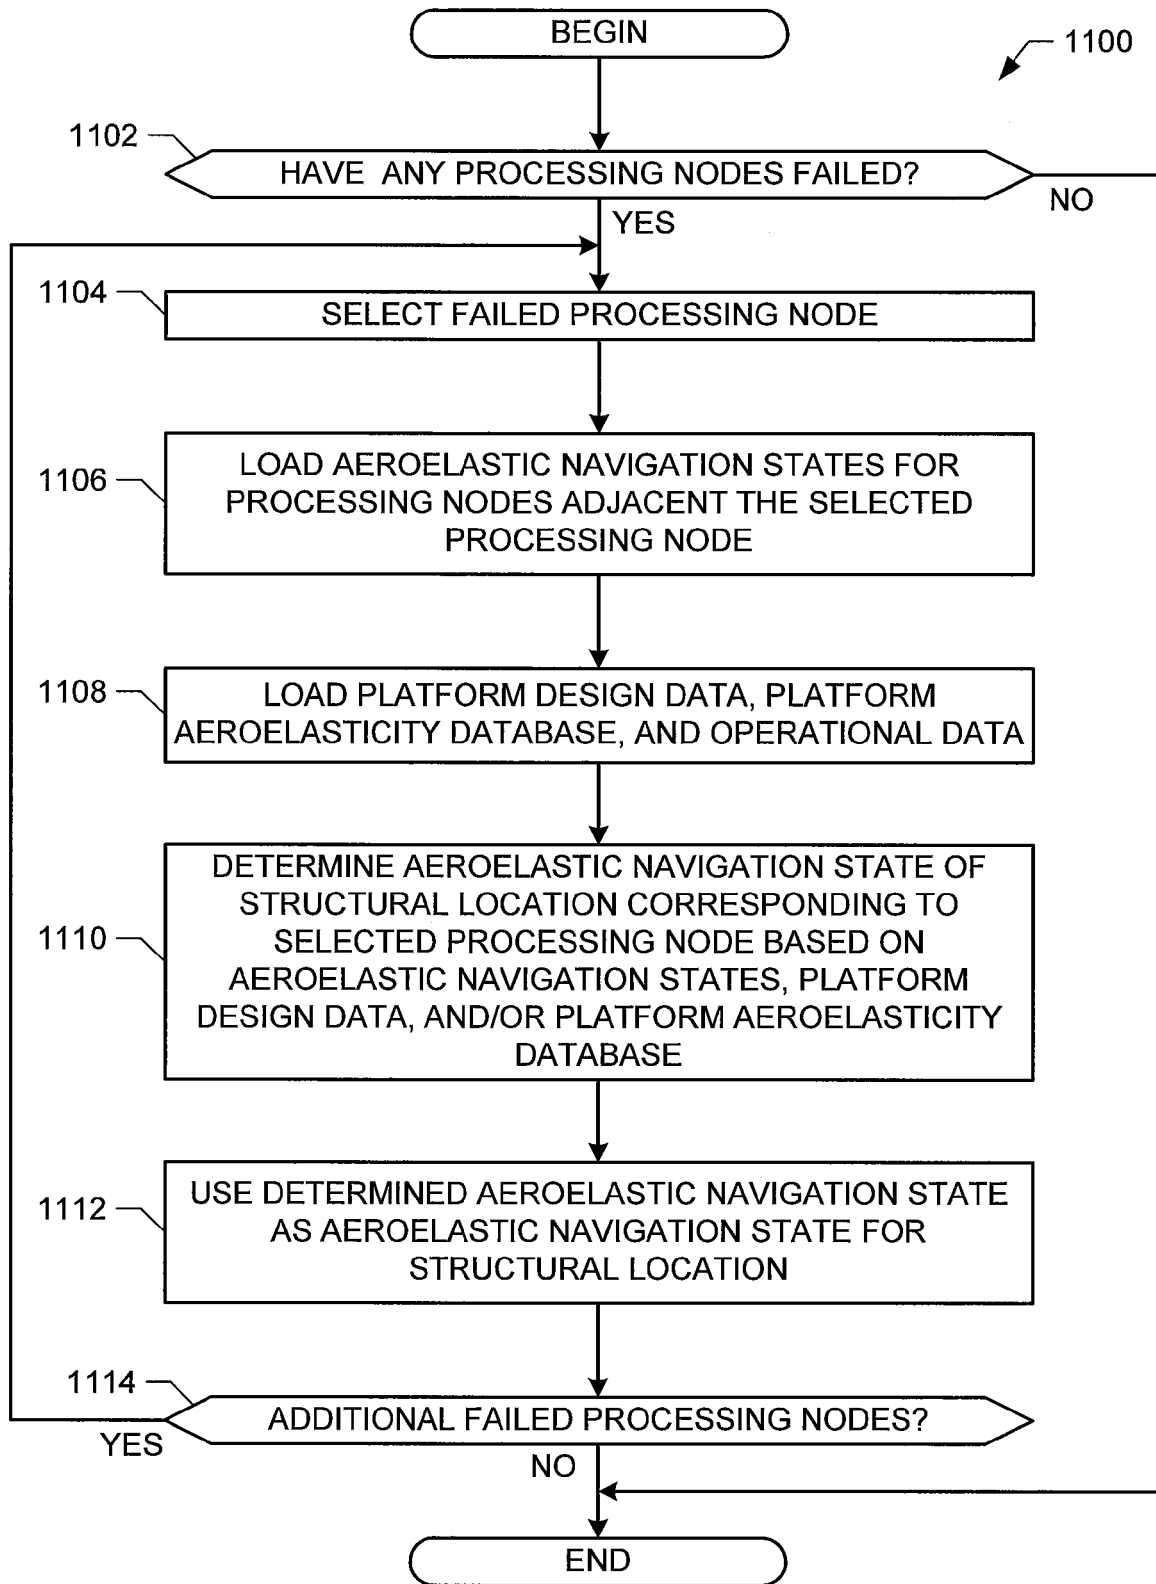 BEGIN
1100
1102
HAVE ANY PROCESSING NODES FAILED?
NO
YES
1104
SELECT FAILED PROCESSING NODE
1106
LOAD AEROELASTIC NAVIGATION STATES FOR
PROCESSING NODES ADJACENT THE SELECTED
PROCESSING NODE
1108
LOAD PLATFORM DESIGN DATA, PLATFORM
AEROELASTICITY DATABASE, AND OPERATIONAL DATA
1110
DETERMINE AEROELASTIC NAVIGATION STATE OF
STRUCTURAL LOCATION CORRESPONDING TO
SELECTED PROCESSING NODE BASED ON
AEROELASTIC NAVIGATION STATES, PLATFORM
DESIGN DATA, AND/OR PLATFORM AEROELASTICITY
DATABASE
1112
USE DETERMINED AEROELASTIC NAVIGATION STATE
AS AEROELASTIC NAVIGATION STATE FOR
STRUCTURAL LOCATION
1114
ADDITIONAL FAILED PROCESSING NODES?
YES
NO
END